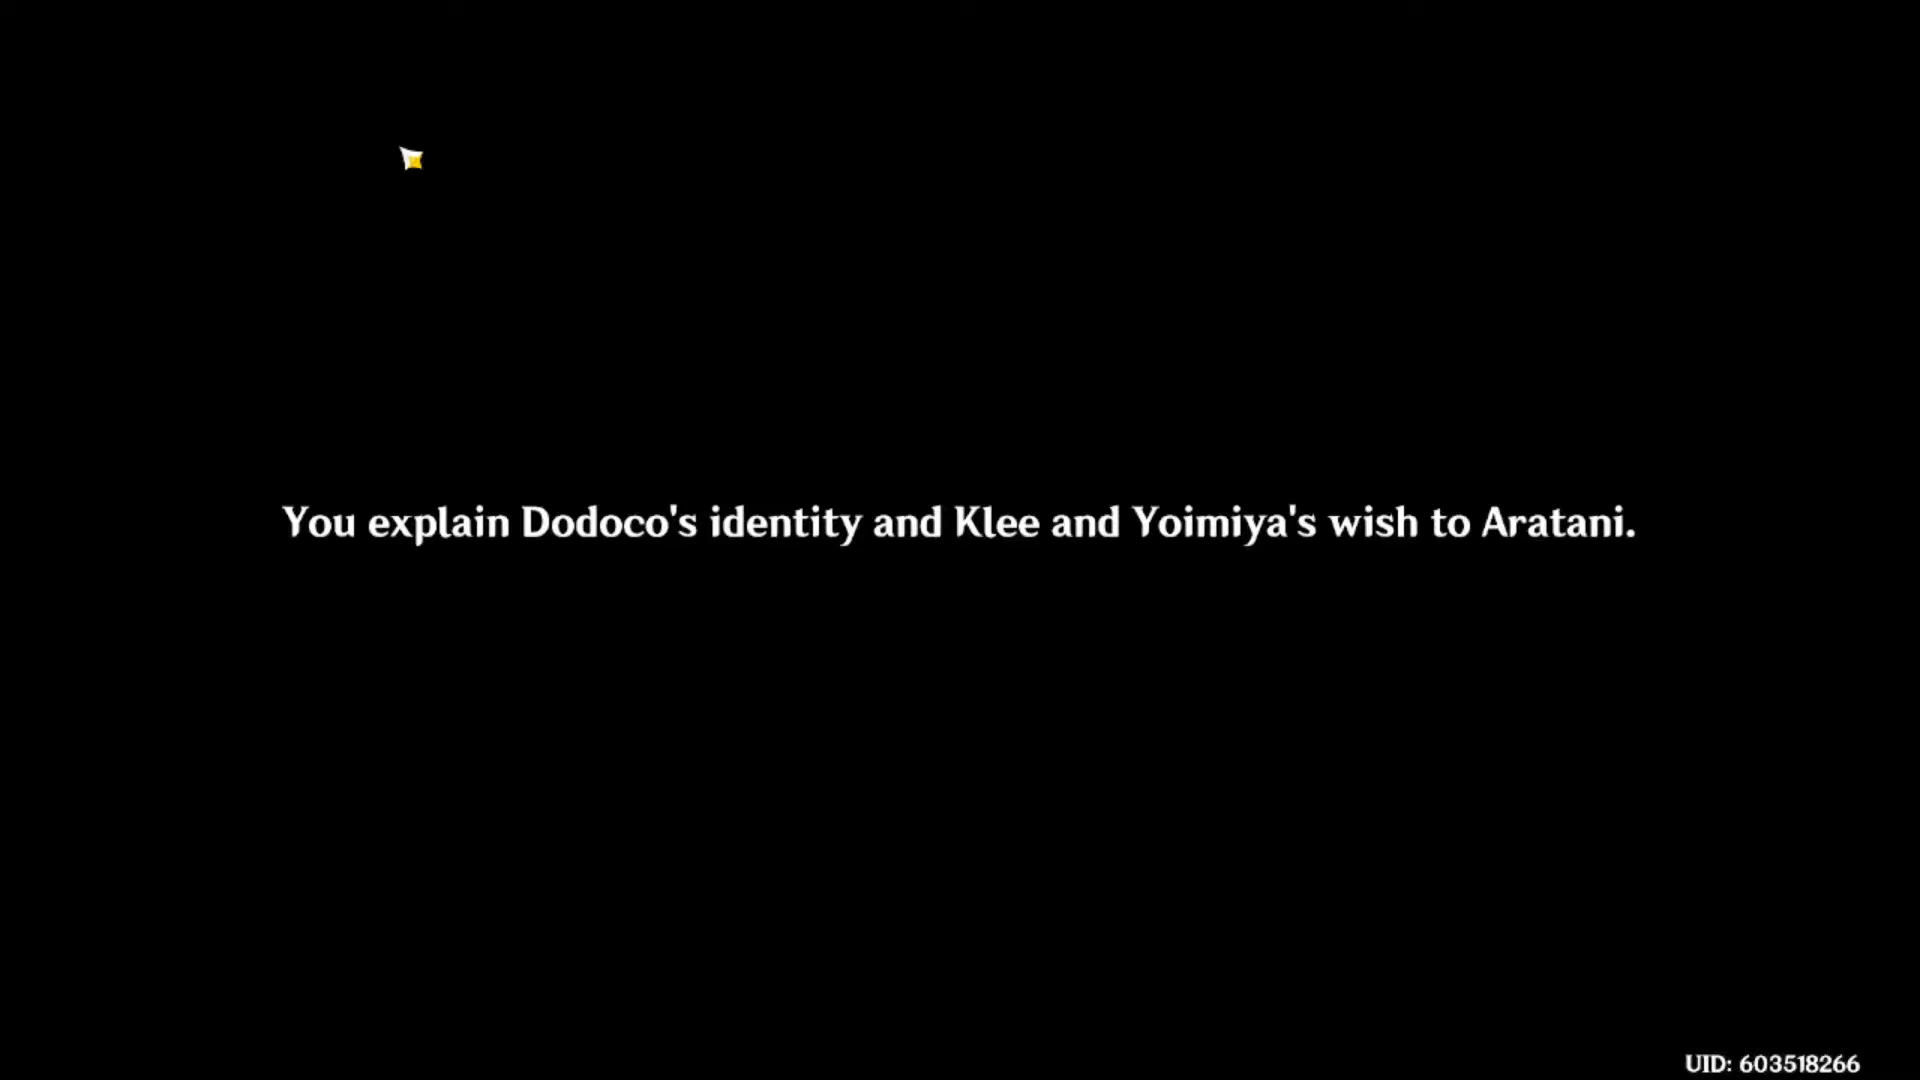 You explain Dodoco's identity and Klee and Yoimiya's wish to Aratani.
UID: 603518266